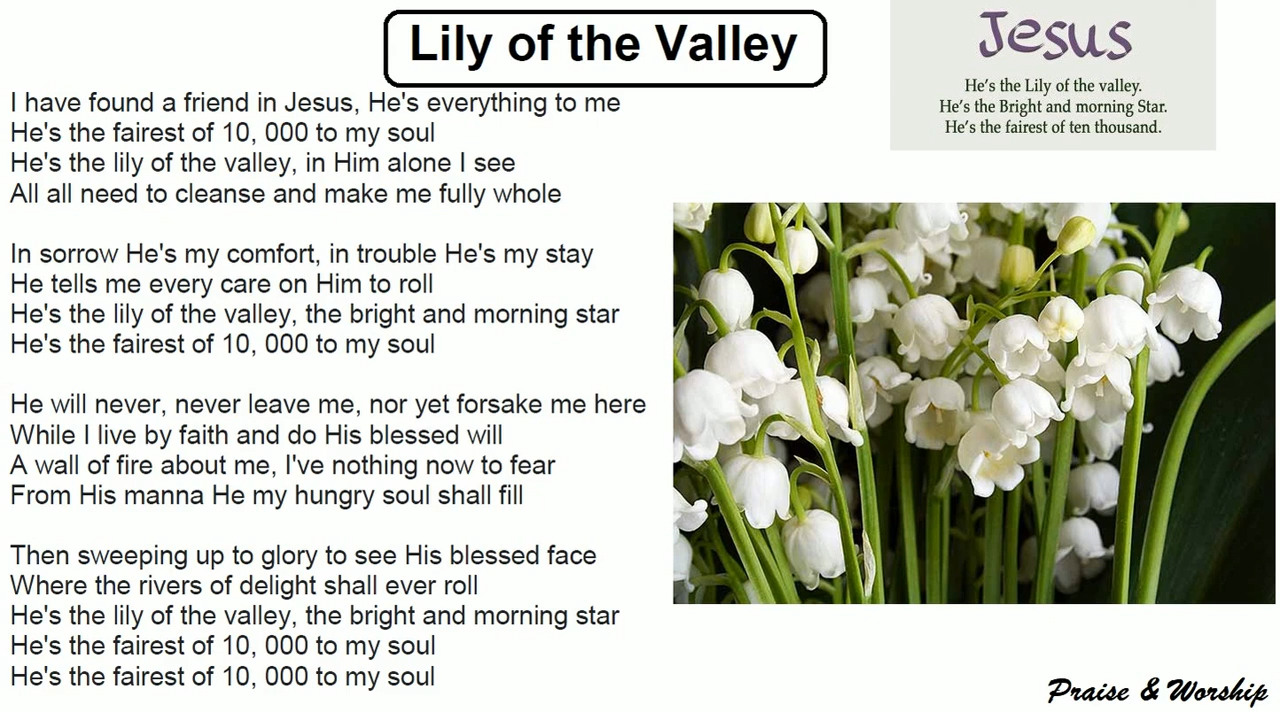 Lily of the Valley
Jesus
He's the Lily of the valley.
He's the Bright and morning Star.
He's the fairest of ten thousand.
I have found a friend in Jesus, He's everything to me
He's the fairest of 10, 000 to my soul
He's the lily of the valley, in Him alone I see
All all need to cleanse and make me fully whole
In sorrow He's my comfort, in trouble He's my stay
He tells me every care on Him to roll
He's the lily of the valley, the bright and morning star
He's the fairest of 10, 000 to my soul
He will never, never leave me, nor yet forsake me here
While I live by faith and do His blessed will
A wall of fire about me, I've nothing now to fear
From His manna He my hungry soul shall fill
Then sweeping up to glory to see His blessed face
Where the rivers of delight shall ever roll
He's the lily of the valley, the bright and morning star
He's the fairest of 10, 000 to my soul
He's the fairest of 10, 000 to my soul
Praise & Worship